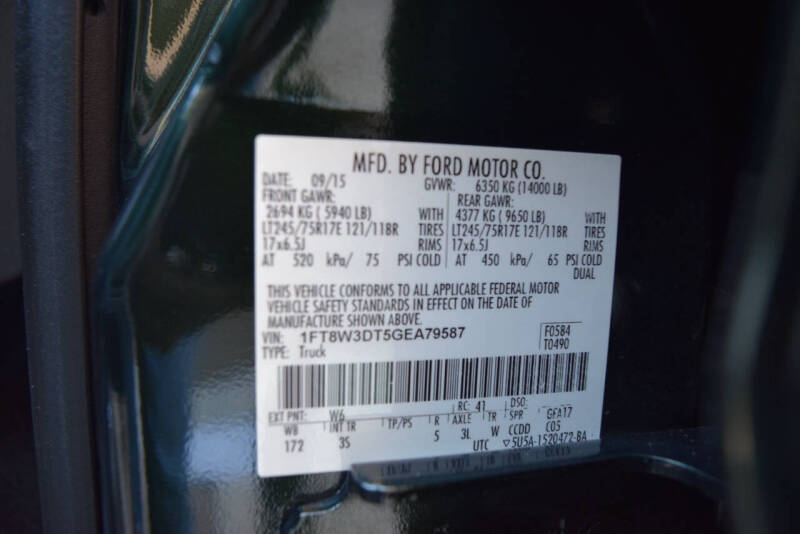 MFD. BY FORD MOTOR CO.
DATE: 09/15 GVWR: 6350 KG (14000 LB)
FRONT GAWR: REAR GAWR:
2694 KG ( 5940 LB) WITH 4377 KG ( 9650 LB) WITH
LT245/75R17E 121/118R TIRES LT245/75R17E 121/118R TIRES
17x6.5J RIMS 17x6.5J RIMS
AT 520 kPa/ 75 PSI COLD AT 450 kPa/ 65 PSI COLD
DUAL
THIS VEHICLE CONFORMS TO ALL APPLICABLE FEDERAL MOTOR
VEHICLE SAFETY STANDARDS IN EFFECT ON THE DATE OF
MANUFACTURE SHOWN ABOVE.
VIN: 1FT8W3DT5GEA79587 F0584
TYPE: Truck T0490
EXT PNT: W6 RC: 41 DSO:
WB INT TR TP/PS R AXLE TR SPR GFA17
172 3S 5 3L W CCDD C05
UTC ▽5U5A-1520472-BA